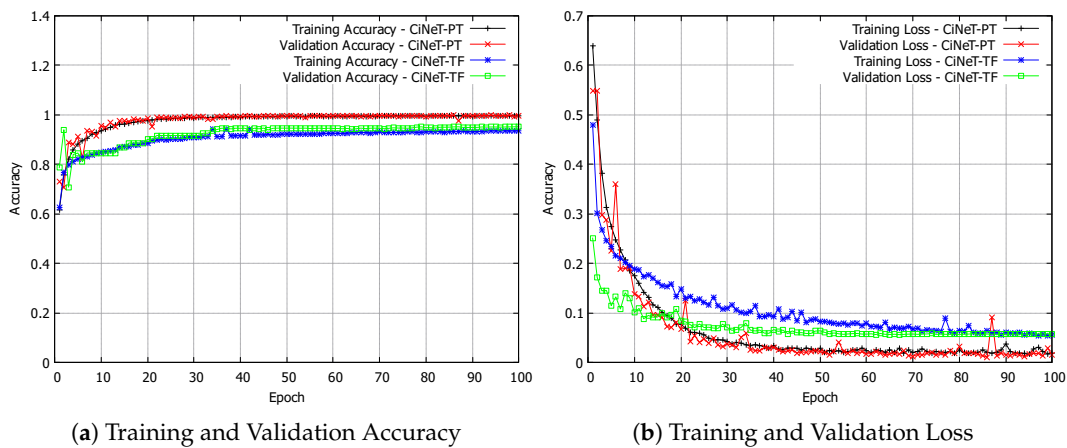 1.4
1.2
1
0.8
0.6
0.4
0.2
0
Accuracy
Training Accuracy - CiNeT-PT
Validation Accuracy - CiNeT-PT
Training Accuracy - CiNeT-TF
Validation Accuracy - CiNeT-TF
0 10 20 30 40 50 60 70 80 90 100
Epoch
(a) Training and Validation Accuracy
0.7
0.6
0.5
0.4
0.3
0.2
0.1
0
Accuracy
Training Loss - CiNeT-PT
Validation Loss - CiNeT-PT
Training Loss - CiNeT-TF
Validation Loss - CiNeT-TF
0 10 20 30 40 50 60 70 80 90 100
Epoch
(b) Training and Validation Loss